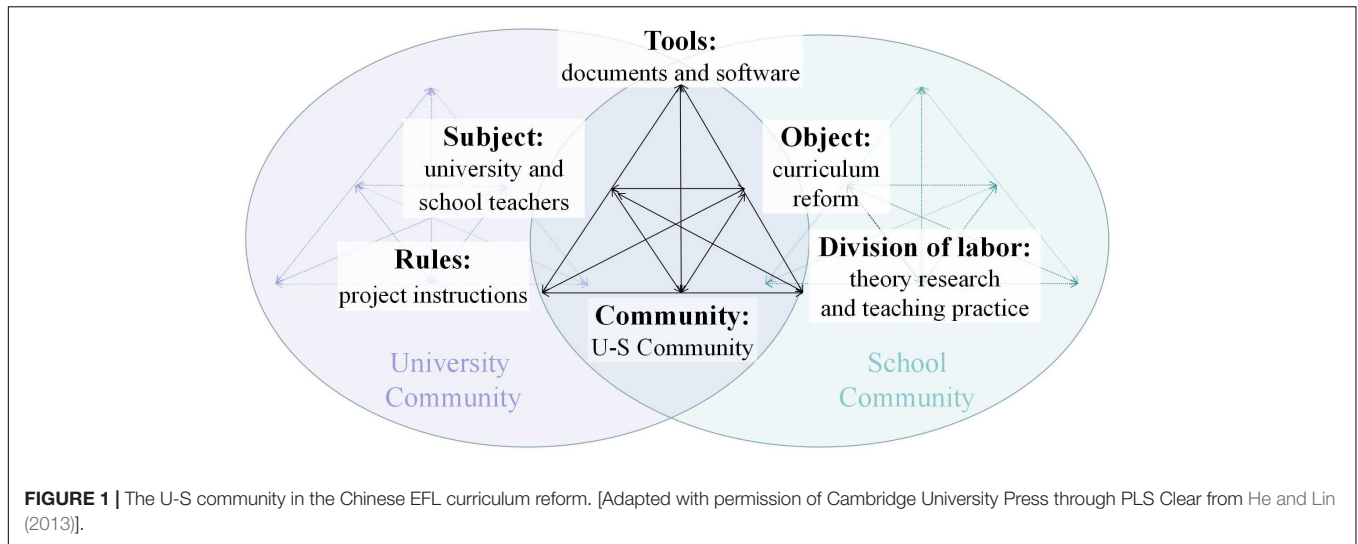 Tools:
documents and software
Subject:
university and
school teachers
Object:
curriculum
reform
Rules:
project instructions
Division of labor:
theory research
and teaching practice
Community:
U-S Community
University
Community
School
Community
FIGURE 1 | The U-S community in the Chinese EFL curriculum reform. [Adapted with permission of Cambridge University Press through PLS Clear from He and Lin
(2013)].